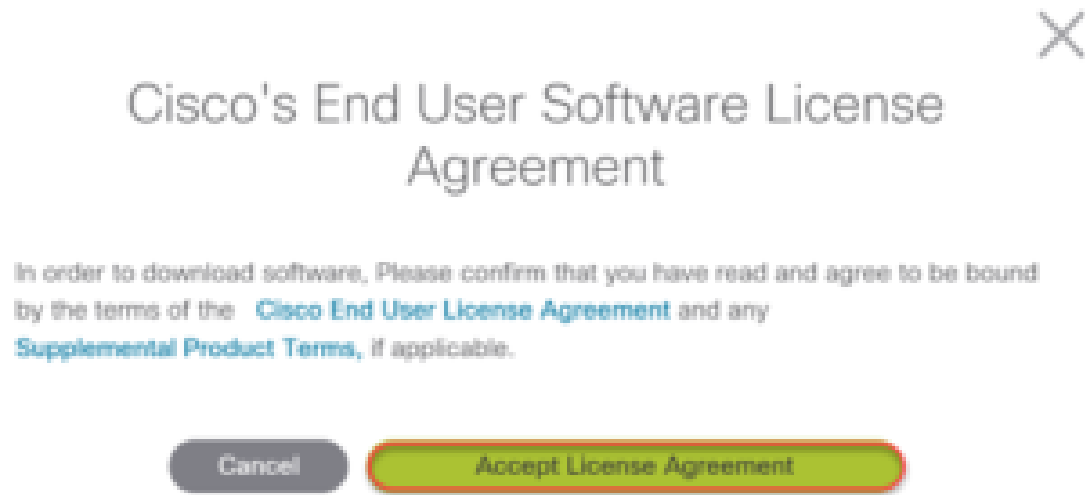 Cisco's End User Software License
Agreement
In order to download software, Please confirm that you have read and agree to be bound
by the terms of the Cisco End User License Agreement and any
Supplemental Product Terms, if applicable.
Cancel
Accept License Agreement